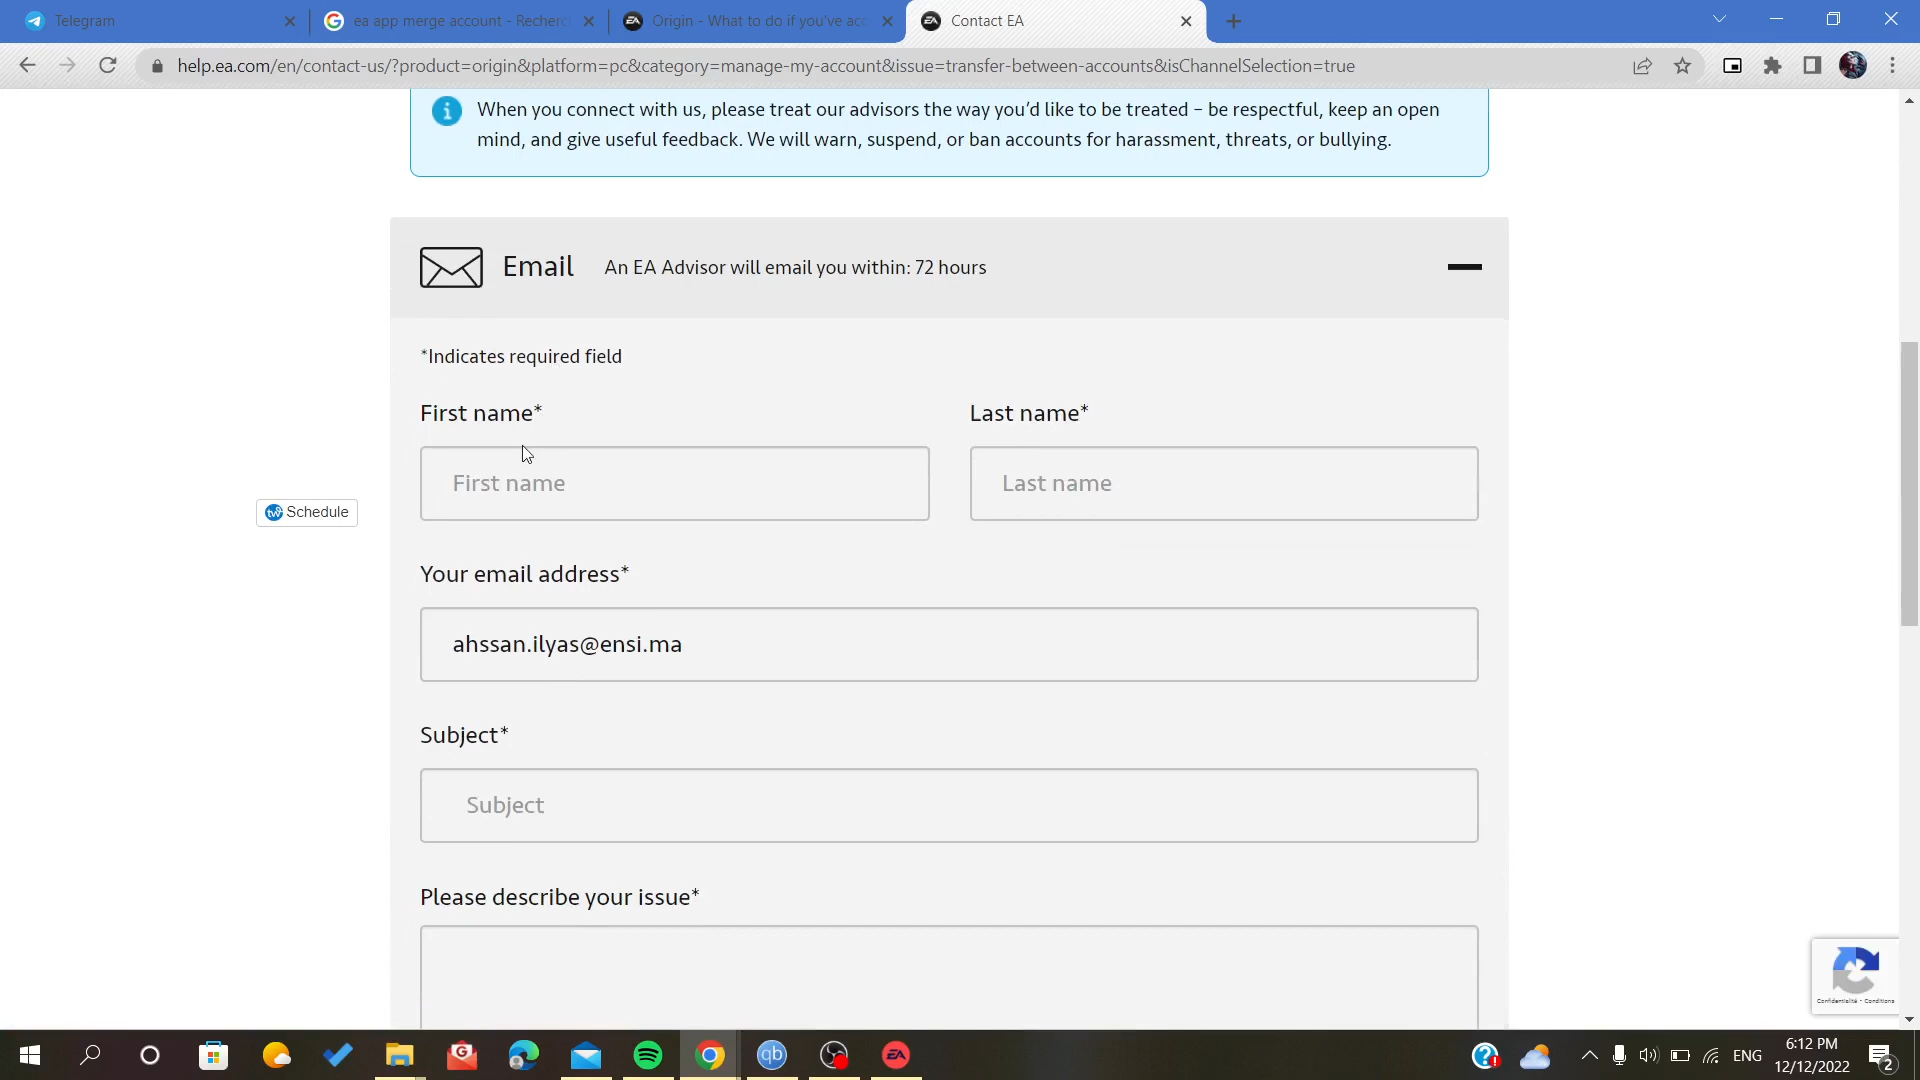 Telegram
ea app merge account - Recherc
Origin - What to do if you've acc
Contact EA
help.ea.com/en/contact-us/?product=origin&platform=pc&category=manage-my-account&issue=transfer-between-accounts&isChannelSelection=true
When you connect with us, please treat our advisors the way you'd like to be treated – be respectful, keep an open
mind, and give useful feedback. We will warn, suspend, or ban accounts for harassment, threats, or bullying.
Email An EA Advisor will email you within: 72 hours
*Indicates required field
First name* Last name*
First name Last name
Schedule
Your email address*
ahssan.ilyas@ensi.ma
Subject*
Subject
Please describe your issue*
Confidentialité • Conditions
ENG
6:12 PM
12/12/2022
2